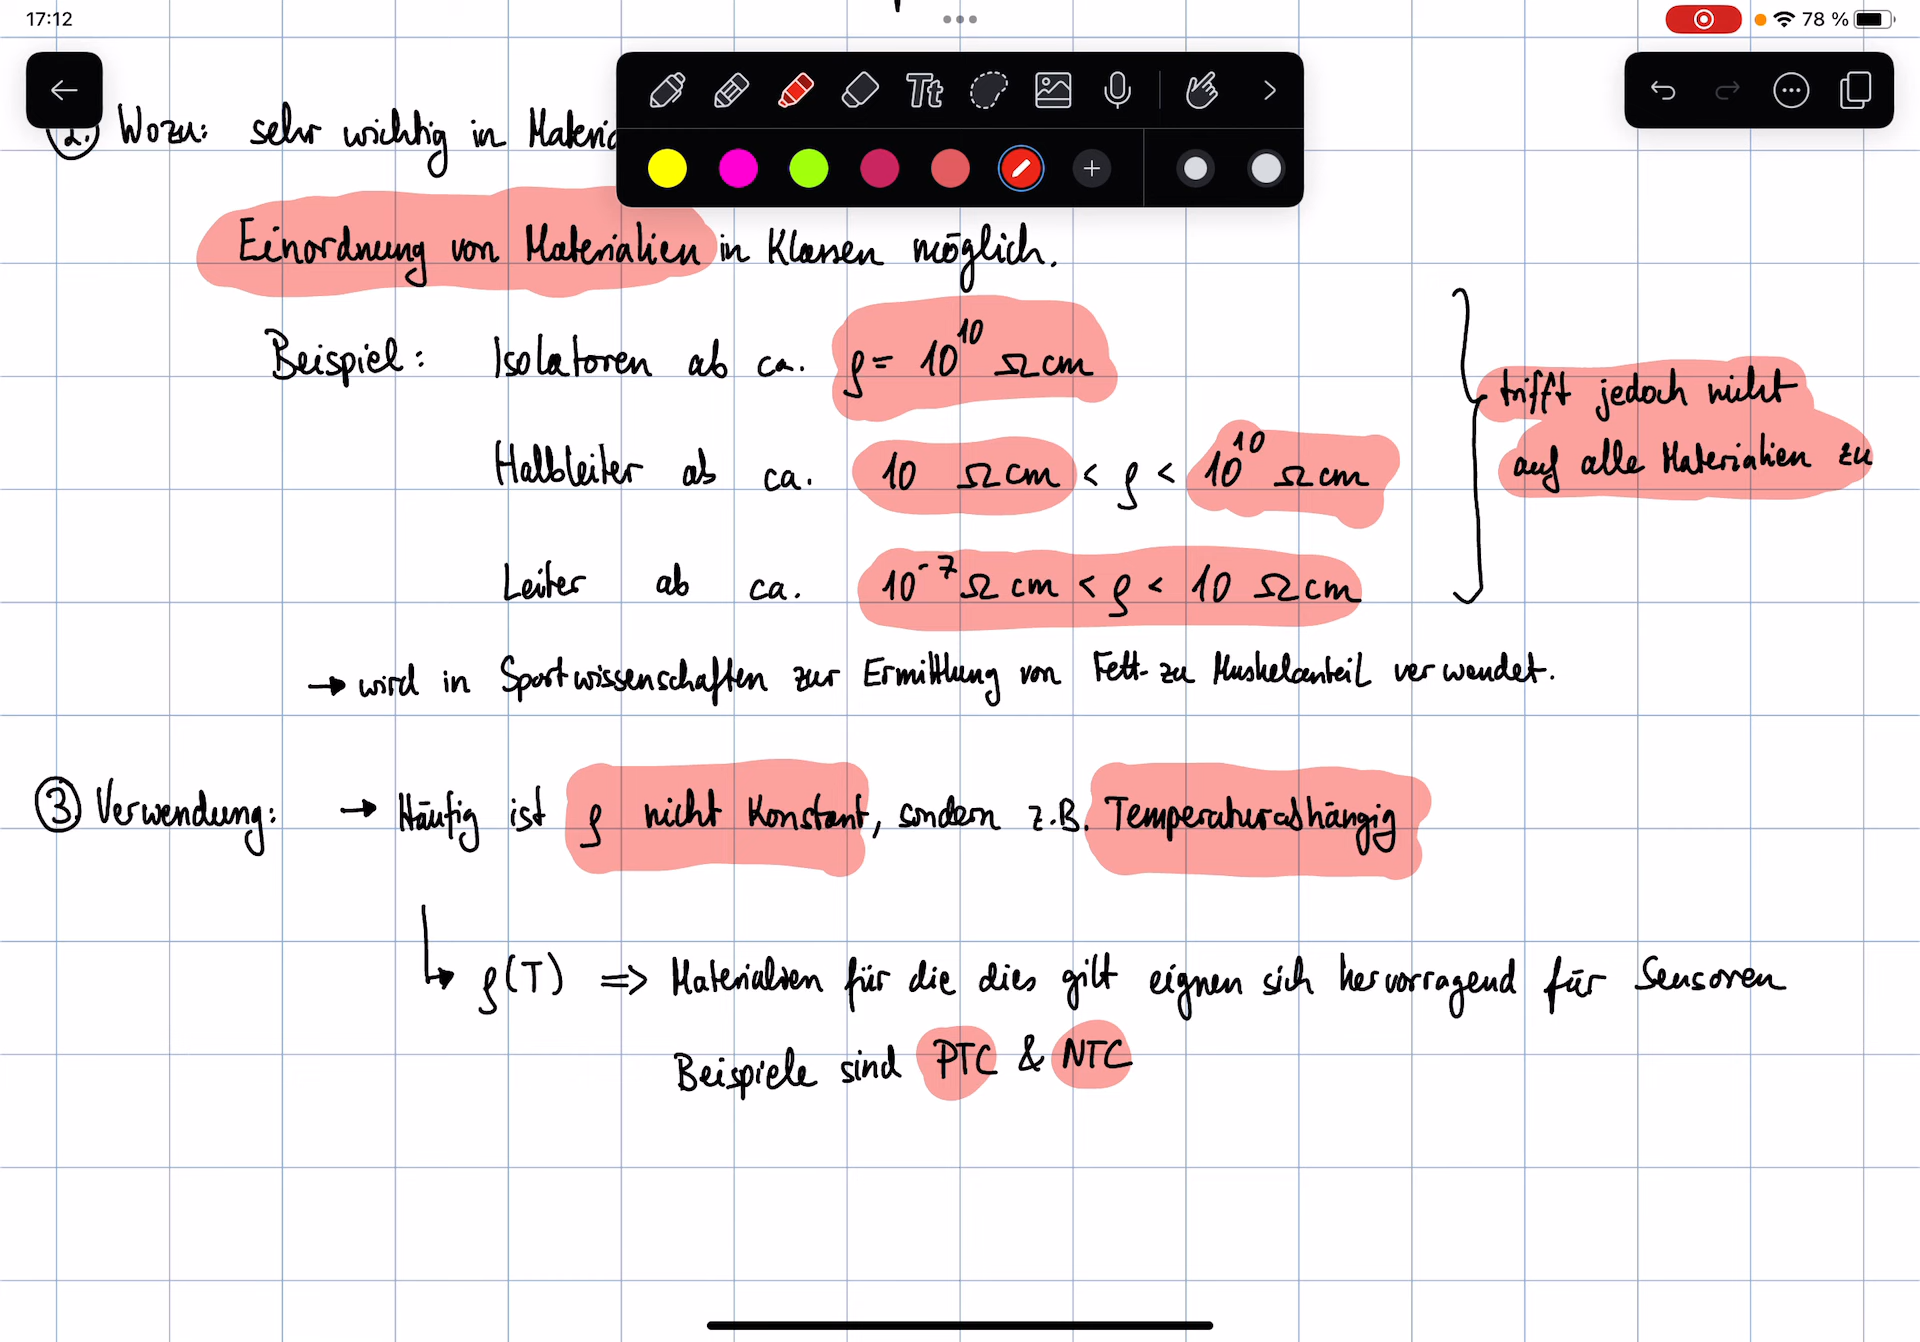 17:12
78 %
Tt
2. Wozu: sehr wichtig in Materia
Einordnung von Materialien in Klassen möglich.
Beispiel: Isolatoren ab ca. ρ = 10^10 Ωcm
Halbleiter ab ca. 10 Ωcm < ρ < 10^10 Ωcm
Leiter ab ca. 10^-7 Ωcm < ρ < 10 Ωcm
trifft jedoch nicht
auf alle Materialien zu
→ wird in Sportwissenschaften zur Ermittlung von Fett- zu Muskelanteil verwendet.
3. Verwendung: → Häufig ist ρ nicht Konstant, sondern z.B. Temperaturabhängig
↳ ρ(T) => Materialien für die dies gilt eignen sich hervorragend für Sensoren
Beispiele sind PTC & NTC